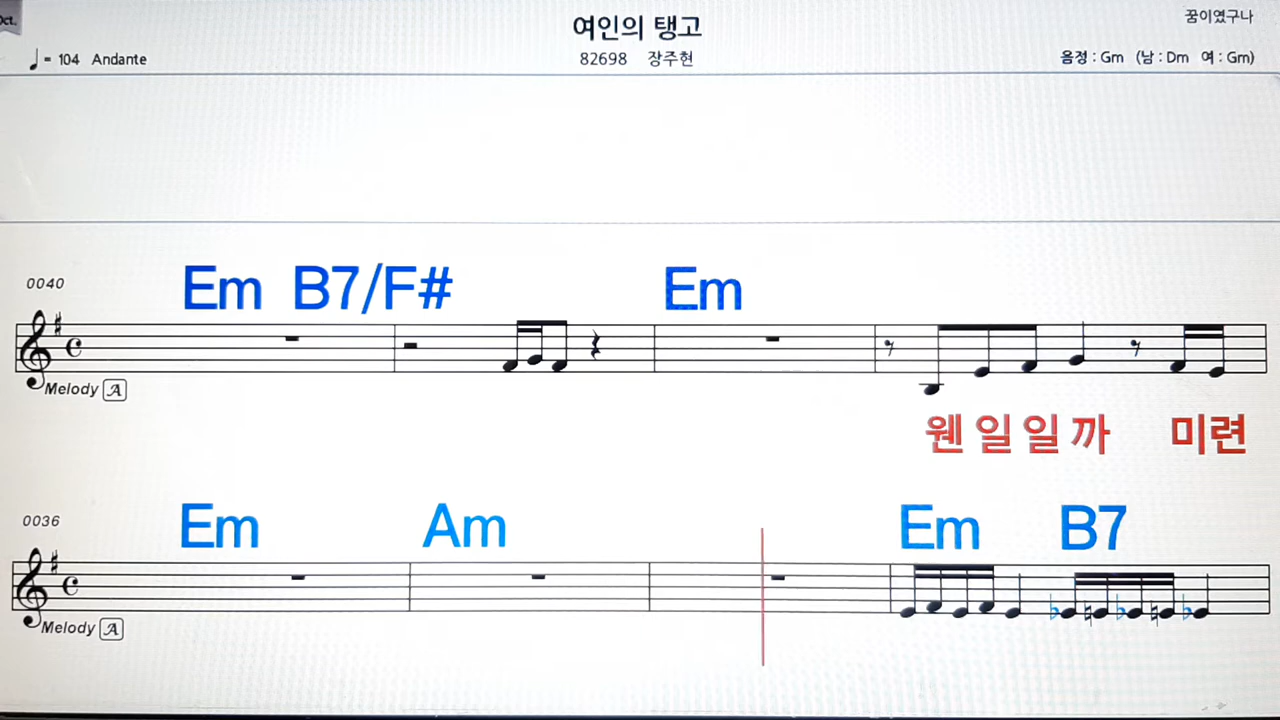 Oct.
여인의 탱고
꿈이였구나
♩= 104 Andante
82698 장주현
음정 : Gm (남 : Dm 여 : Gm)
0040
Em B7/F# Em
Melody A
웬 일 일 까 미련
0036
Em Am Em B7
Melody A